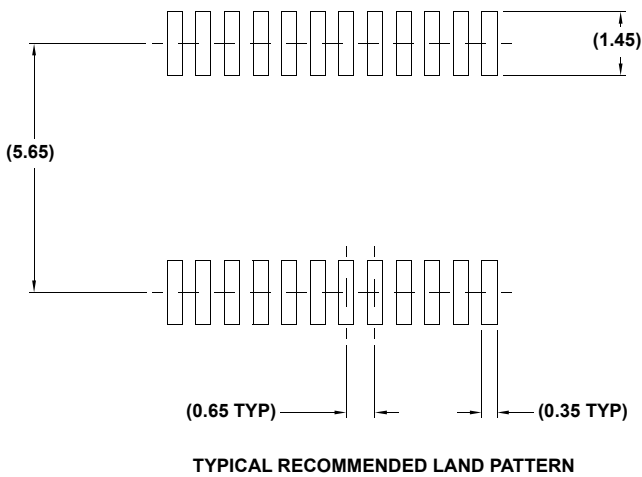 (1.45)
(5.65)
(0.65 TYP)
(0.35 TYP)
TYPICAL RECOMMENDED LAND PATTERN